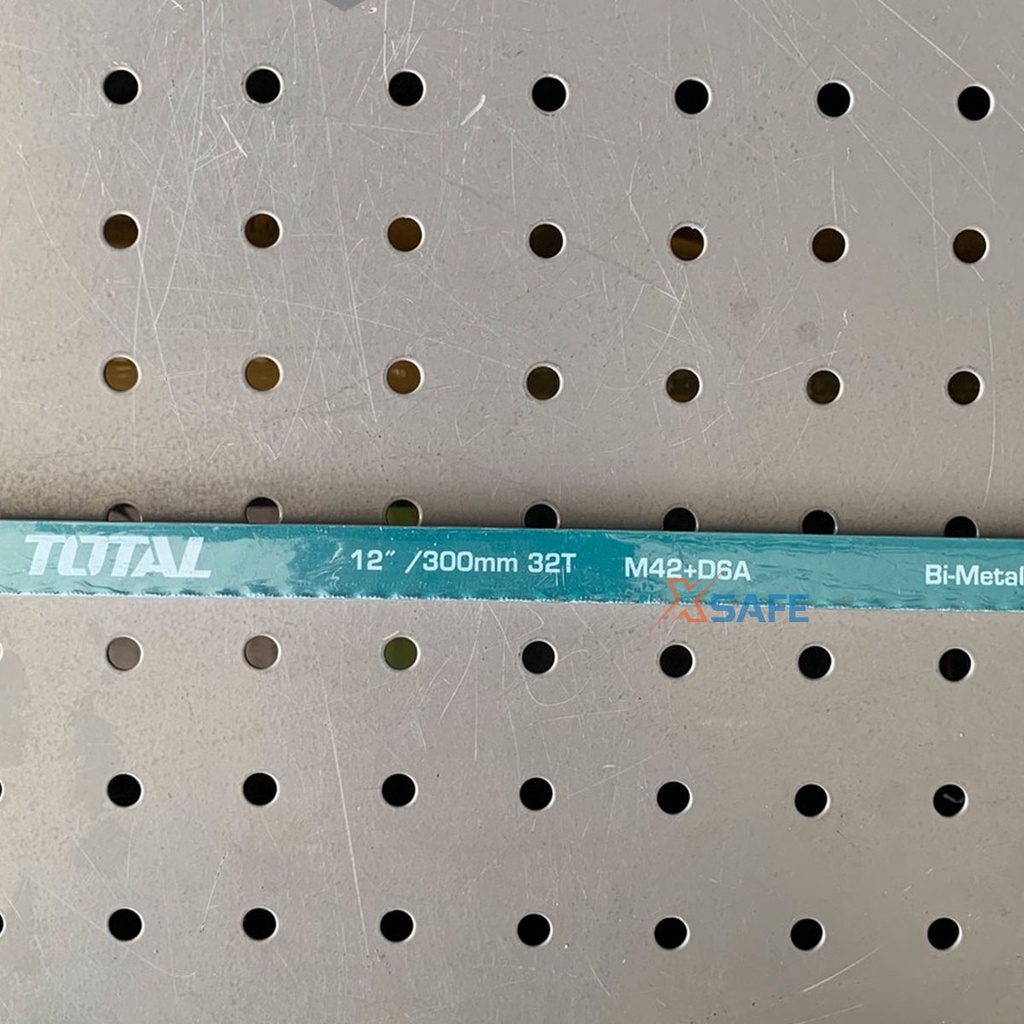 TOTAL 12" /300mm 32T M42+D6A Bi-Metal
XSAFE